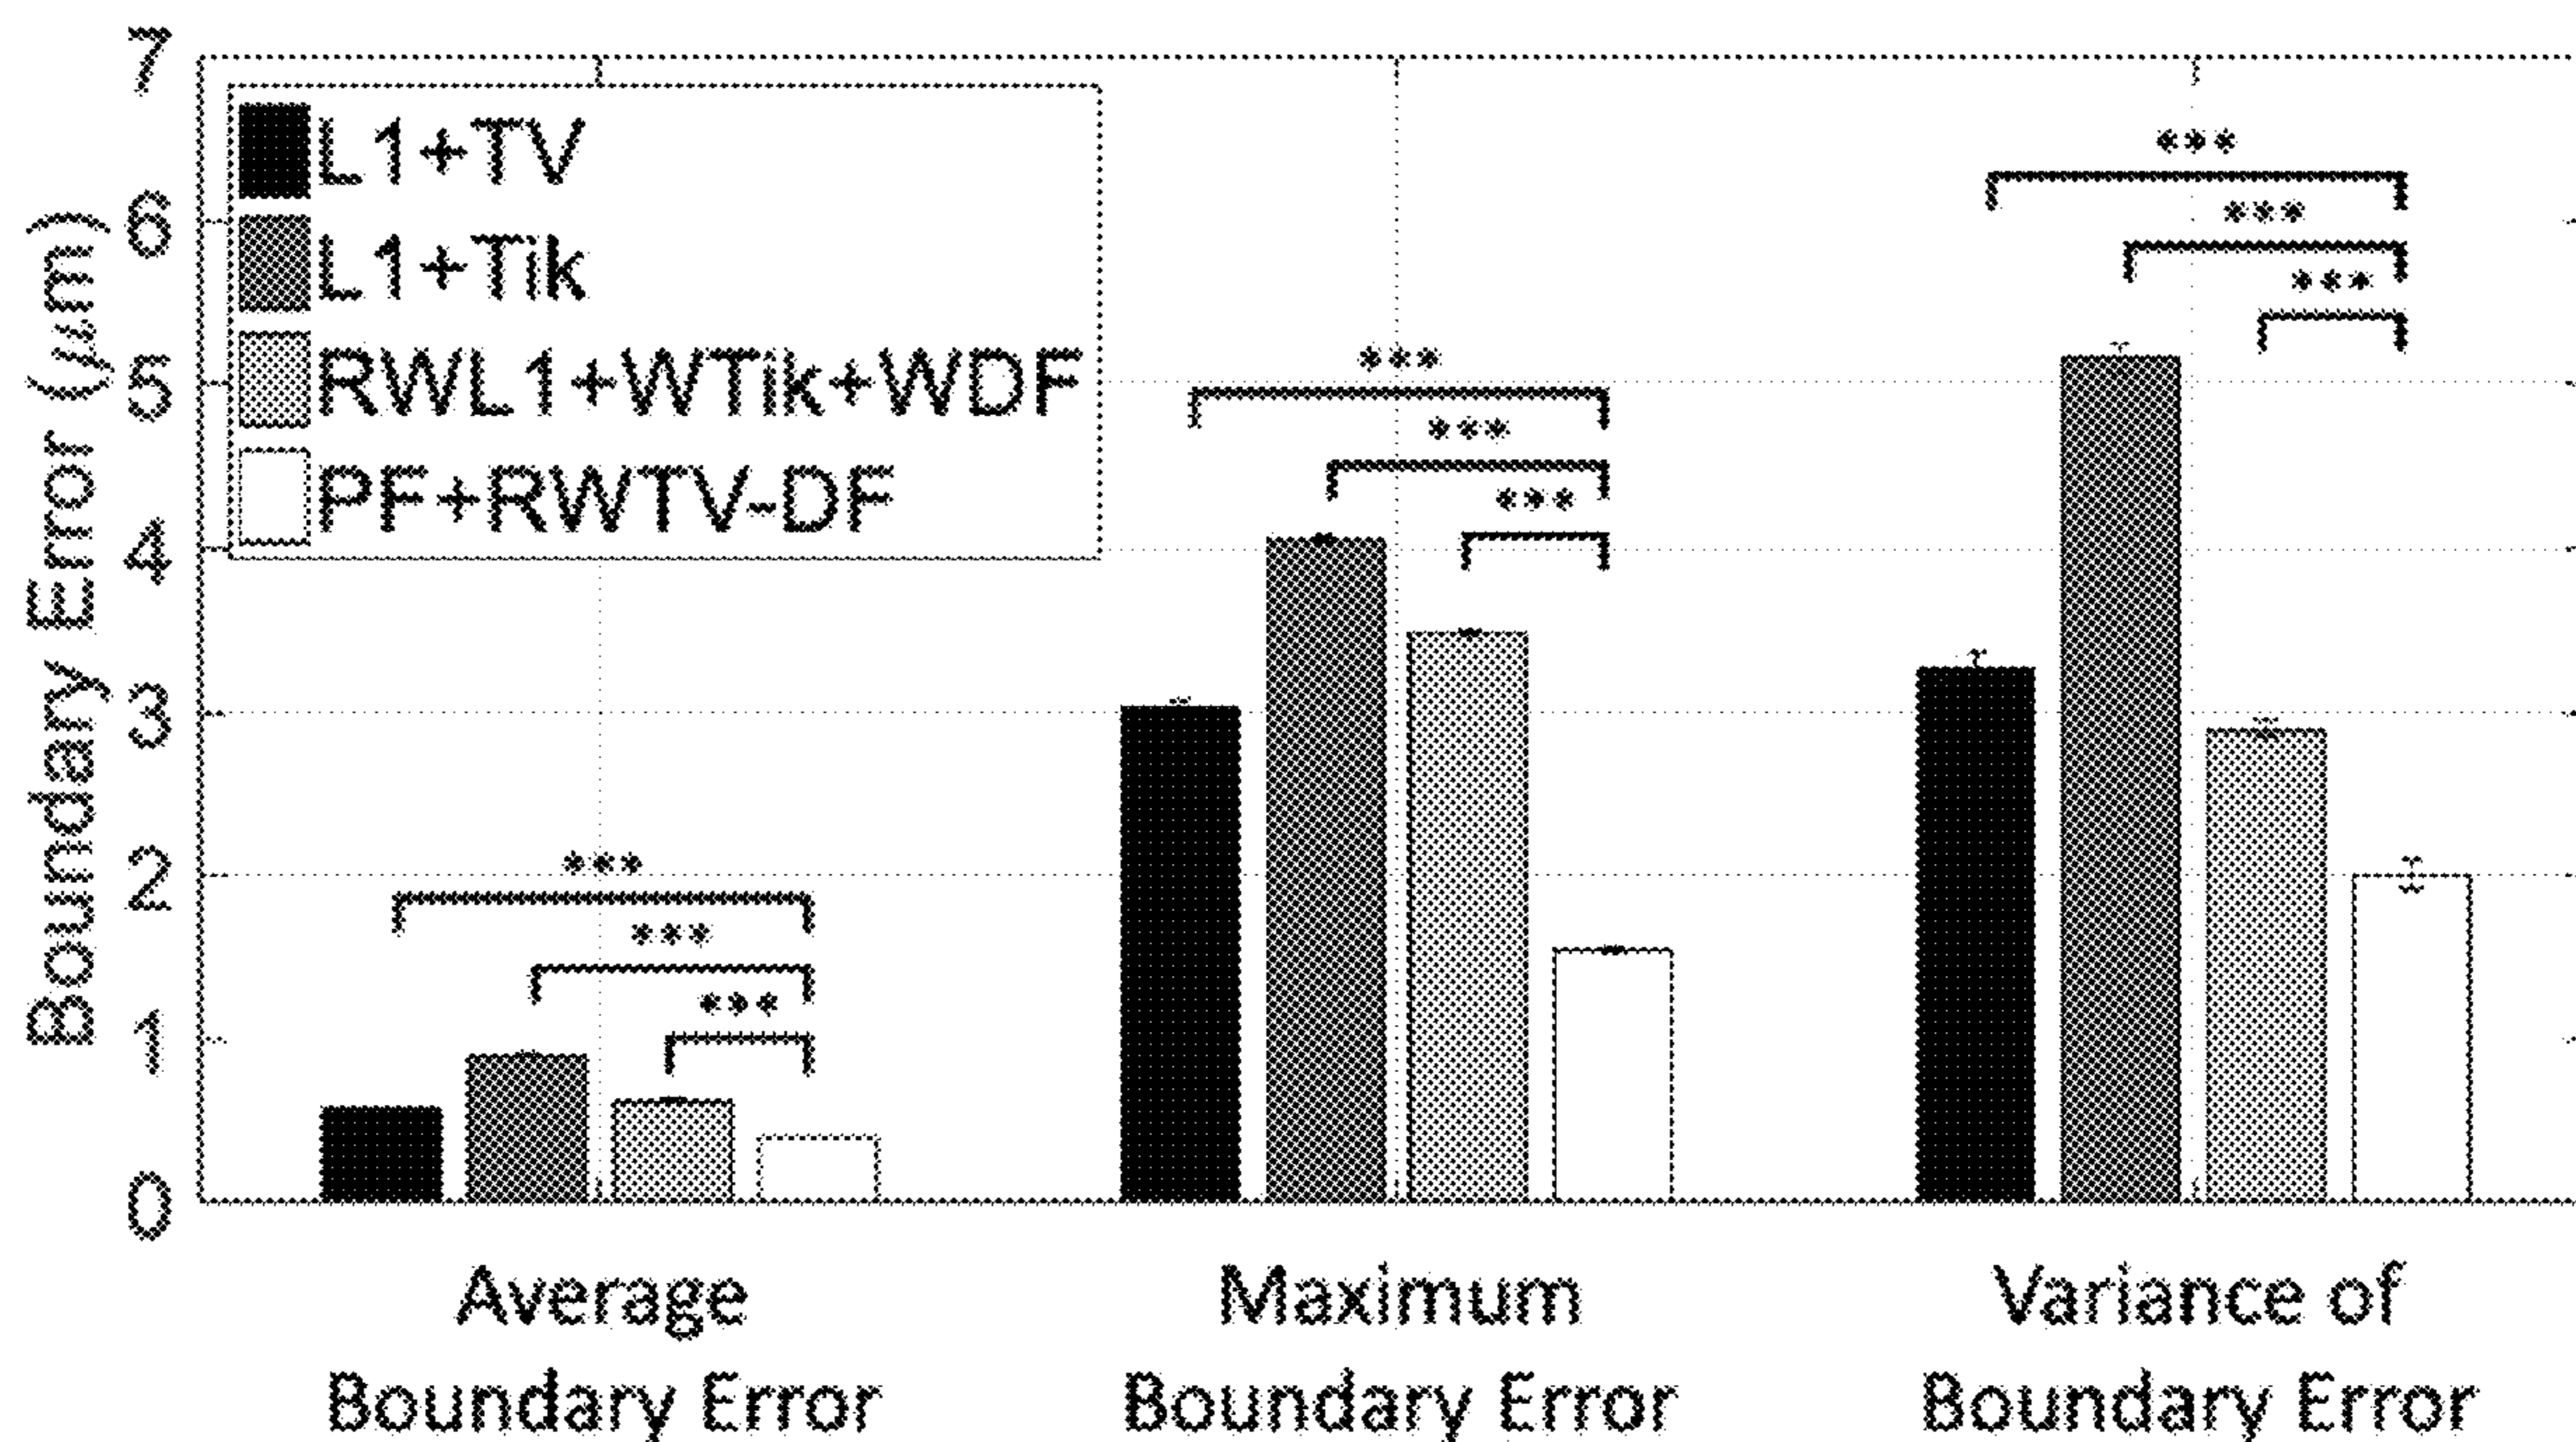 7
6
5
4
3
2
1
0
Boundary Error (μm)
L1+TV
L1+Tik
RWL1+WTik+WDF
PF+RWTV-DF
***
***
***
***
***
***
***
***
***
Average
Boundary Error
Maximum
Boundary Error
Variance of
Boundary Error